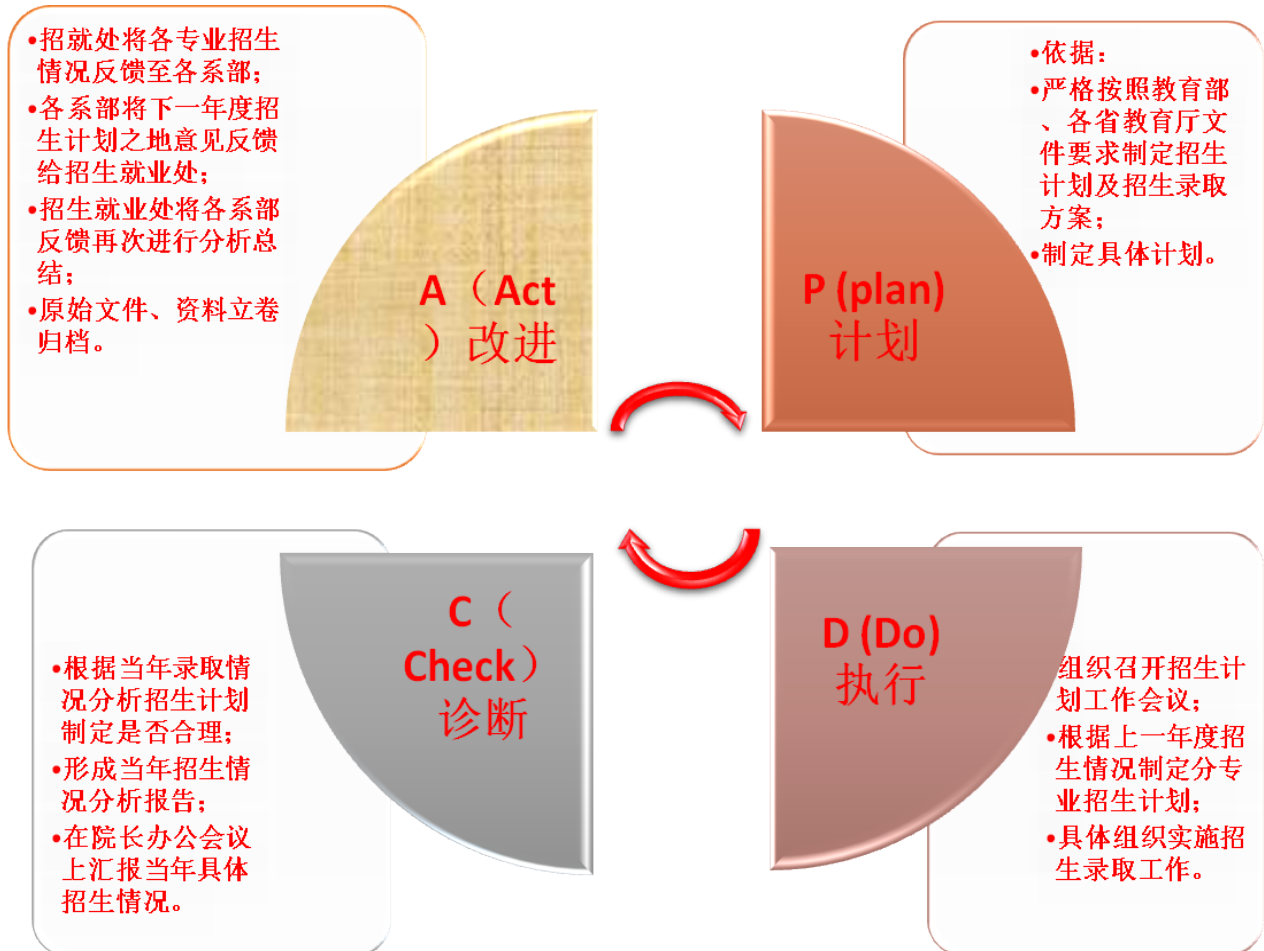 •招就处将各专业招生
情况反馈至各系部；
•各系部将下一年度招
生计划之地意见反馈
给招生就业处；
•招生就业处将各系部
反馈再次进行分析总
结；
•原始文件、资料立卷
归档。
A（Act
）改进
P (plan)
计划
•依据：
•严格按照教育部
、各省教育厅文
件要求制定招生
计划及招生录取
方案；
•制定具体计划。
•根据当年录取情
况分析招生计划
制定是否合理；
•形成当年招生情
况分析报告；
•在院长办公会议
上汇报当年具体
招生情况。
C（
Check）
诊断
D (Do)
执行
组织召开招生计
划工作会议；
•根据上一年度招
生情况制定分专
业招生计划；
•具体组织实施招
生录取工作。